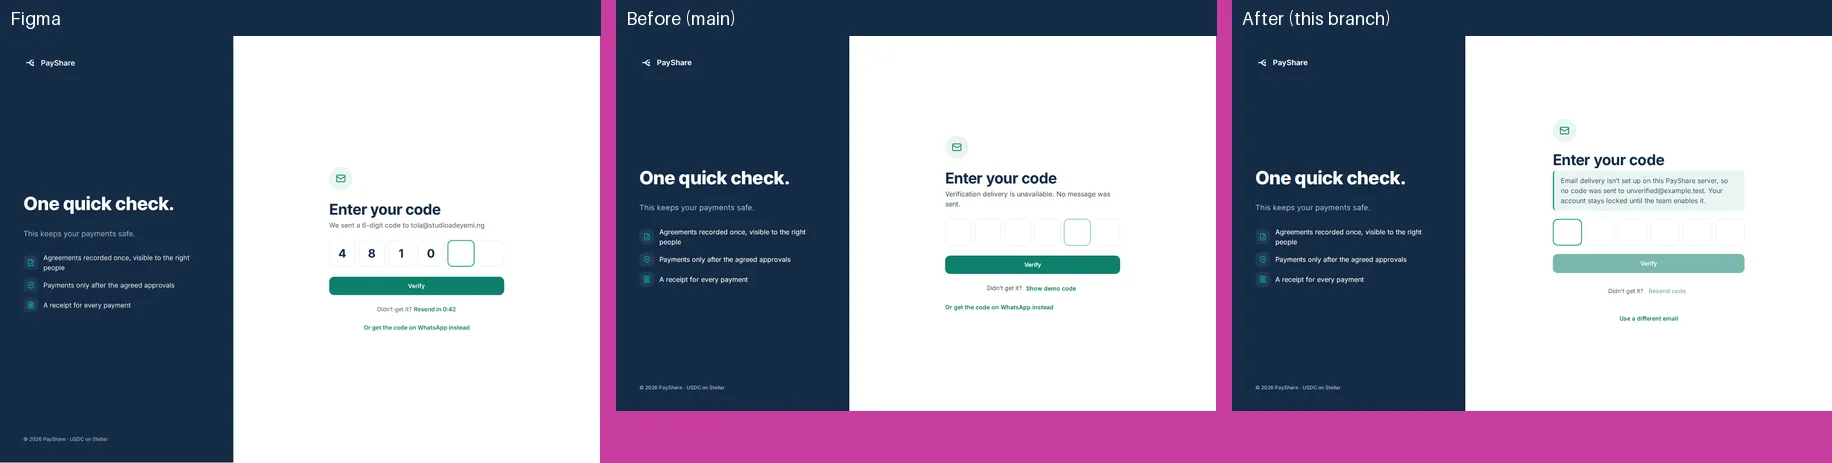 Figma
PayShare
One quick check.
This keeps your payments safe.
Agreements recorded once, visible to the right
people
Payments only after the agreed approvals
A receipt for every payment
© 2026 PayShare · USDC on Stellar
Enter your code
We sent a 6-digit code to tola@studioadeyemi.ng
4 8 1 0
Verify
Didn't get it? Resend in 0:42
Or get the code on WhatsApp instead
Before (main)
PayShare
One quick check.
This keeps your payments safe.
Agreements recorded once, visible to the right
people
Payments only after the agreed approvals
A receipt for every payment
© 2026 PayShare · USDC on Stellar
Enter your code
Verification delivery is unavailable. No message was
sent.
Verify
Didn't get it? Show demo code
Or get the code on WhatsApp instead
After (this branch)
PayShare
One quick check.
This keeps your payments safe.
Agreements recorded once, visible to the right
people
Payments only after the agreed approvals
A receipt for every payment
© 2026 PayShare · USDC on Stellar
Enter your code
Email delivery isn't set up on this PayShare server, so
no code was sent to unverified@example.test. Your
account stays locked until the team enables it.
Verify
Didn't get it? Resend code
Use a different email